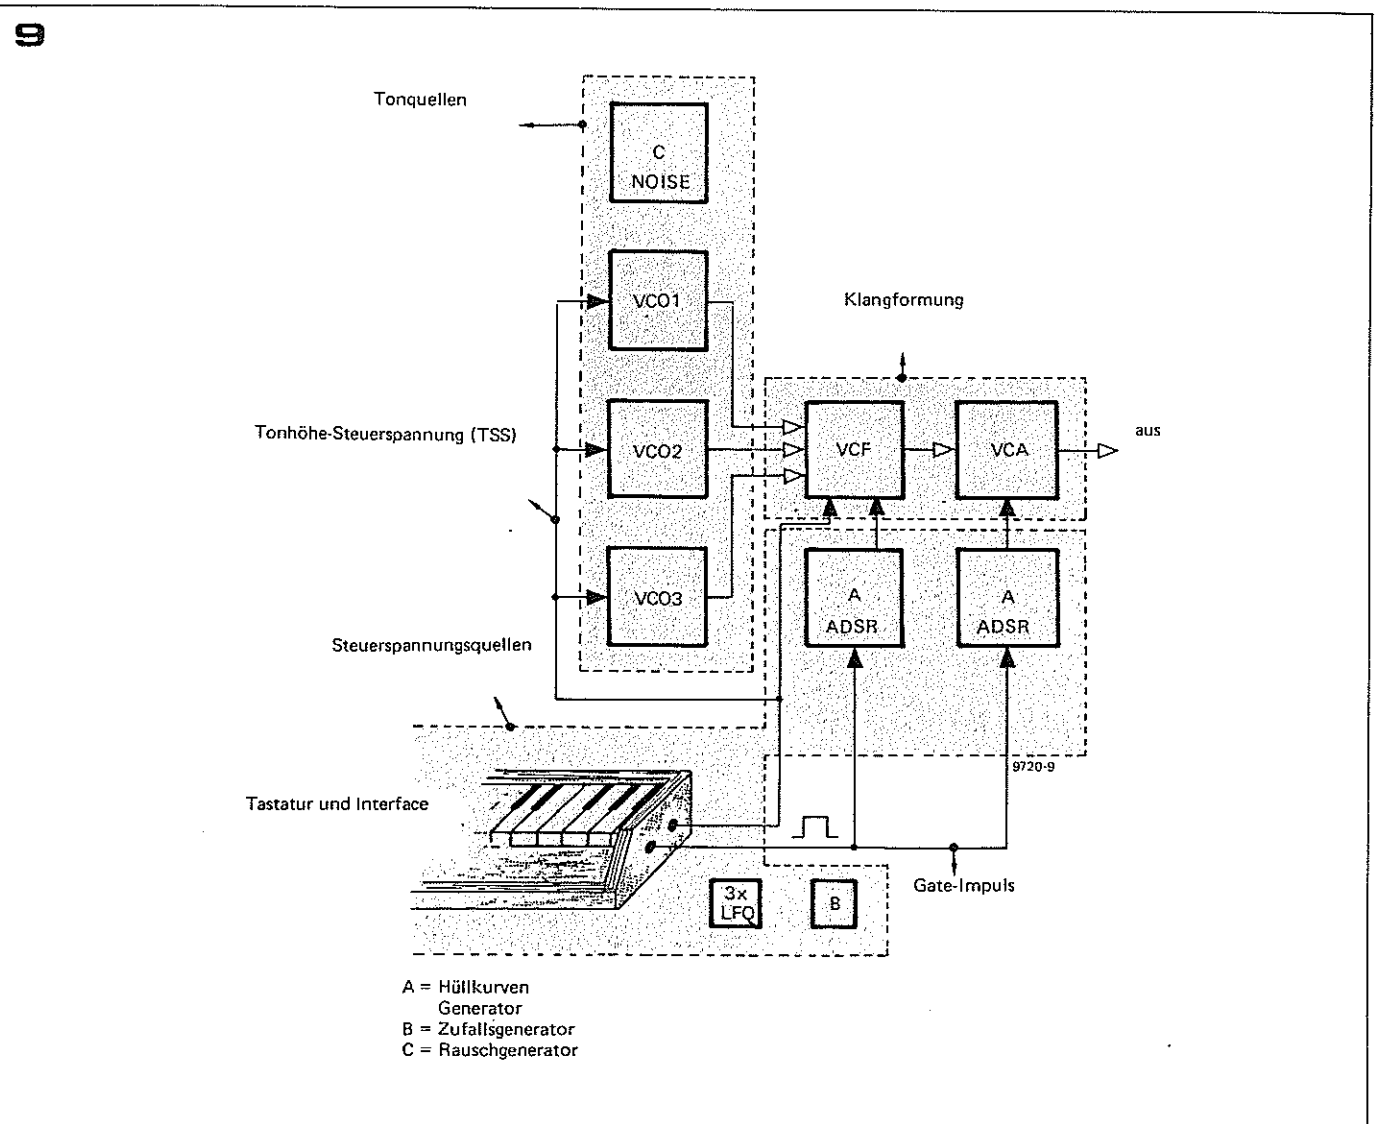 9
Tonquellen
C
NOISE
VCO1
Klangformung
Tonhöhe-Steuerspannung (TSS)
VCO2
VCF
VCA
aus
VCO3
A
ADSR
A
ADSR
Steuerspannungsquellen
9720-9
Tastatur und Interface
Gate-Impuls
3x
LFO
B
A = Hüllkurven
Generator
B = Zufallsgenerator
C = Rauschgenerator